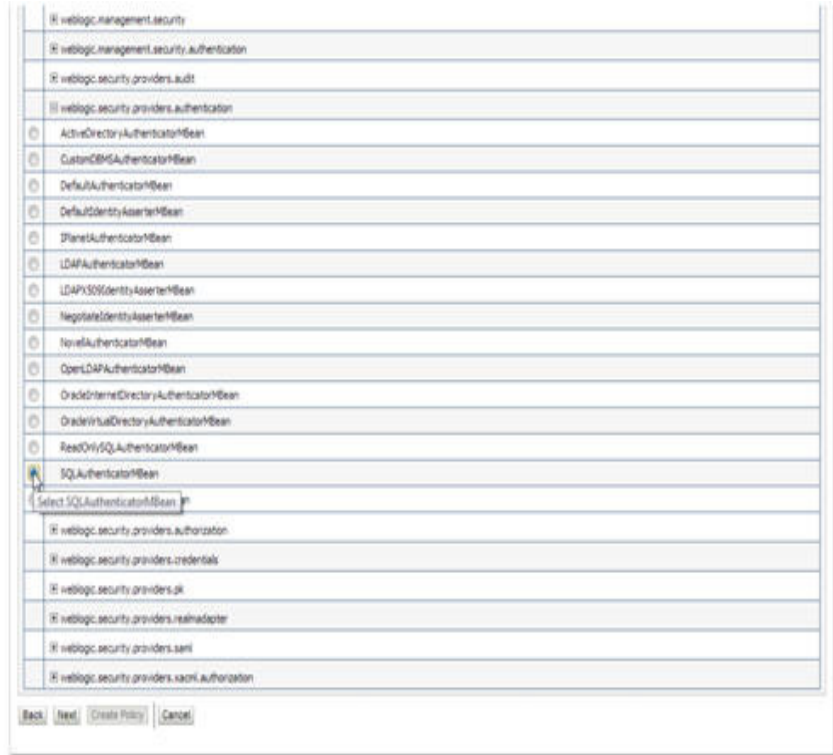 weblogic.management.security
weblogic.management.security.authentication
weblogic.security.providers.audit
weblogic.security.providers.authentication
ActiveDirectoryAuthenticatorMBean
CustomDBMSAuthenticatorMBean
DefaultAuthenticatorMBean
DefaultIdentityAsserterMBean
IPlanetAuthenticatorMBean
LDAPAuthenticatorMBean
LDAPX509IdentityAsserterMBean
NegotiateIdentityAsserterMBean
NovellAuthenticatorMBean
OpenLDAPAuthenticatorMBean
OracleInternetDirectoryAuthenticatorMBean
OracleVirtualDirectoryAuthenticatorMBean
ReadOnlySQLAuthenticatorMBean
SQLAuthenticatorMBean
Select SQLAuthenticatorMBean
weblogic.security.providers.authorization
weblogic.security.providers.credentials
weblogic.security.providers.pk
weblogic.security.providers.realmadapter
weblogic.security.providers.saml
weblogic.security.providers.xacml.authorization
Back Next Create Policy Cancel